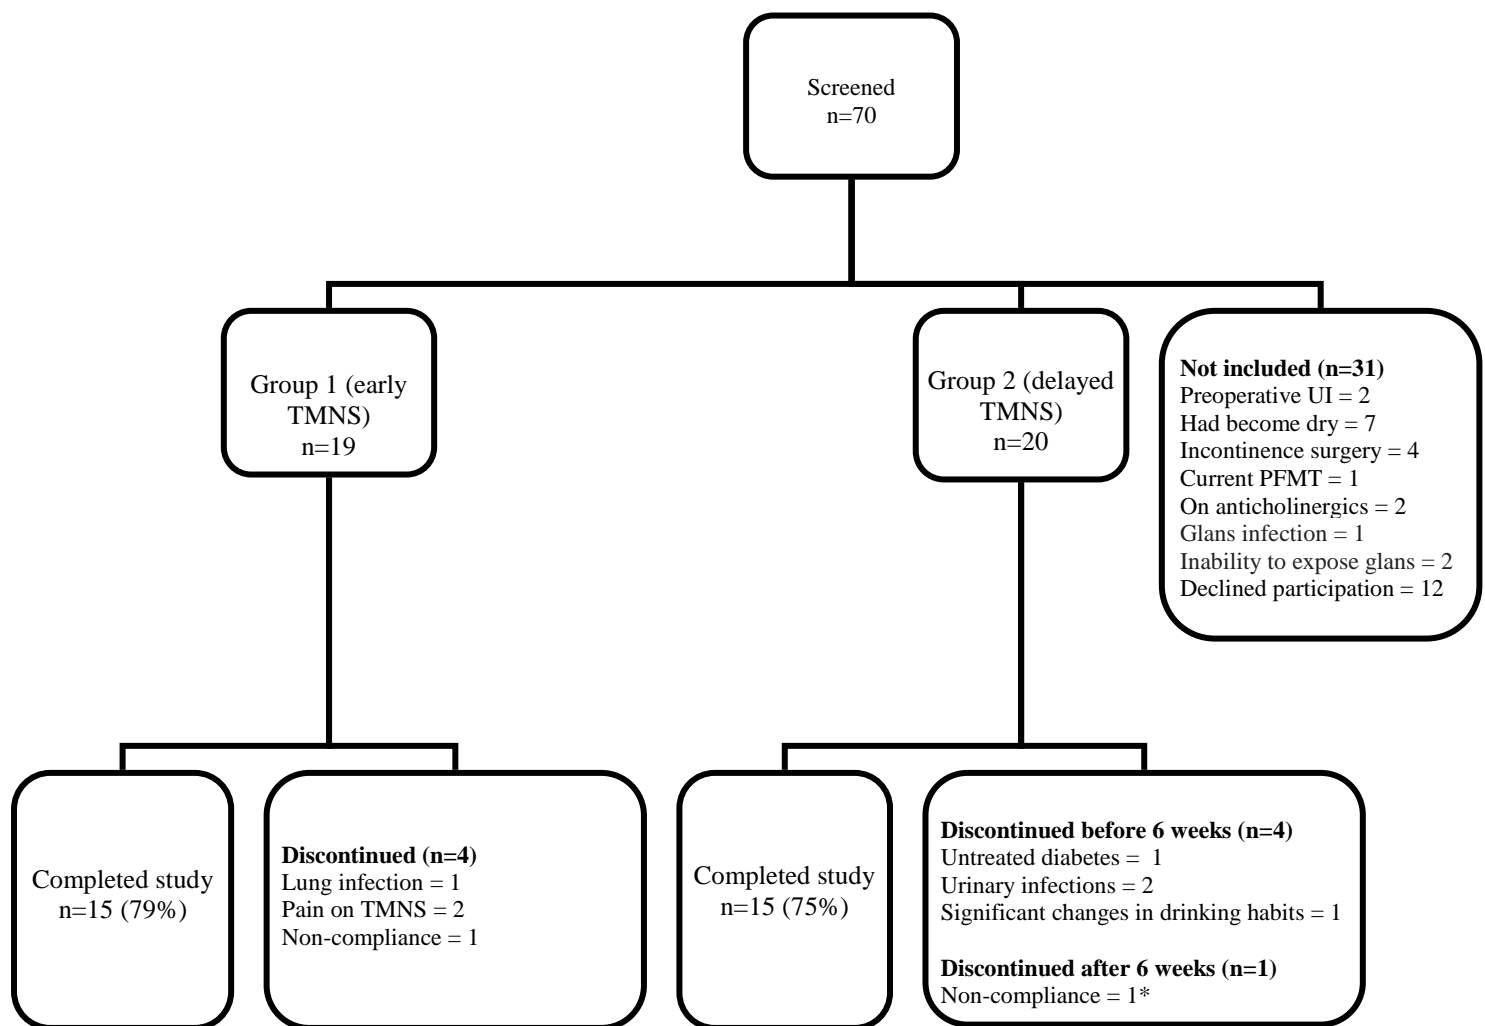 Screened
n=70
Group 1 (early
TMNS)
n=19
Group 2 (delayed
TMNS)
n=20
Not included (n=31)
Preoperative UI = 2
Had become dry = 7
Incontinence surgery = 4
Current PFMT = 1
On anticholinergics = 2
Glans infection = 1
Inability to expose glans = 2
Declined participation = 12
Completed study
n=15 (79%)
Discontinued (n=4)
Lung infection = 1
Pain on TMNS = 2
Non-compliance = 1
Completed study
n=15 (75%)
Discontinued before 6 weeks (n=4)
Untreated diabetes =  1
Urinary infections = 2
Significant changes in drinking habits = 1
Discontinued after 6 weeks (n=1)
Non-compliance = 1*